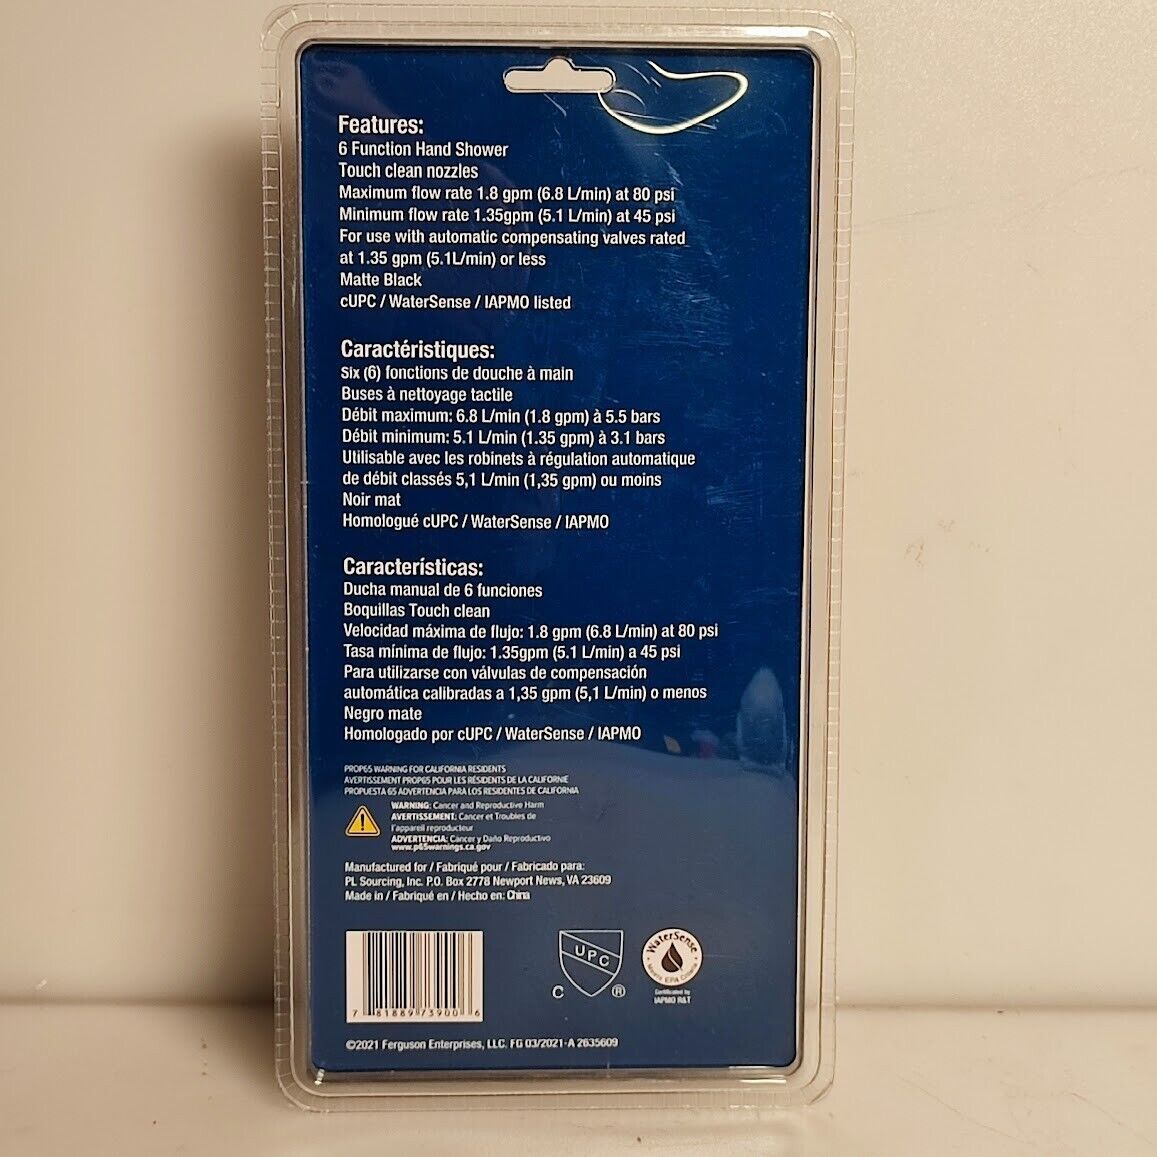 Features:
6 Function Hand Shower
Touch clean nozzles
Maximum flow rate 1.8 gpm (6.8 L/min) at 80 psi
Minimum flow rate 1.35gpm (5.1 L/min) at 45 psi
For use with automatic compensating valves rated
at 1.35 gpm (5.1L/min) or less
Matte Black
cUPC / WaterSense / IAPMO listed
Caractéristiques:
Six (6) fonctions de douche à main
Buses à nettoyage tactile
Débit maximum: 6.8 L/min (1.8 gpm) à 5.5 bars
Débit minimum: 5.1 L/min (1.35 gpm) à 3.1 bars
Utilisable avec les robinets à régulation automatique
de débit classés 5,1 L/min (1,35 gpm) ou moins
Noir mat
Homologué cUPC / WaterSense / IAPMO
Características:
Ducha manual de 6 funciones
Boquillas Touch clean
Velocidad máxima de flujo: 1.8 gpm (6.8 L/min) at 80 psi
Tasa mínima de flujo: 1.35gpm (5.1 L/min) a 45 psi
Para utilizarse con válvulas de compensación
automática calibradas a 1,35 gpm (5,1 L/min) o menos
Negro mate
Homologado por cUPC / WaterSense / IAPMO
PROP65 WARNING FOR CALIFORNIA RESIDENTS
AVERTISSEMENT PROP65 POUR LES RÉSIDENTS DE LA CALIFORNIE
PROPUESTA 65 ADVERTENCIA PARA LOS RESIDENTES DE CALIFORNIA
WARNING: Cancer and Reproductive Harm
AVERTISSEMENT: Cancer et Troubles de
l'appareil reproducteur
ADVERTENCIA: Cancer y Daño Reproductivo
www.p65warnings.ca.gov
Manufactured for / Fabriqué pour / Fabricado para:
PL Sourcing, Inc. P.O. Box 2778 Newport News, VA 23609
Made in / Fabriqué en / Hecho en: China
7 81889 73900 6
UPC
C ®
WaterSense
Meets EPA Criteria
Certificated by
IAPMO R&T
©2021 Ferguson Enterprises, LLC. FG 03/2021-A 2635609